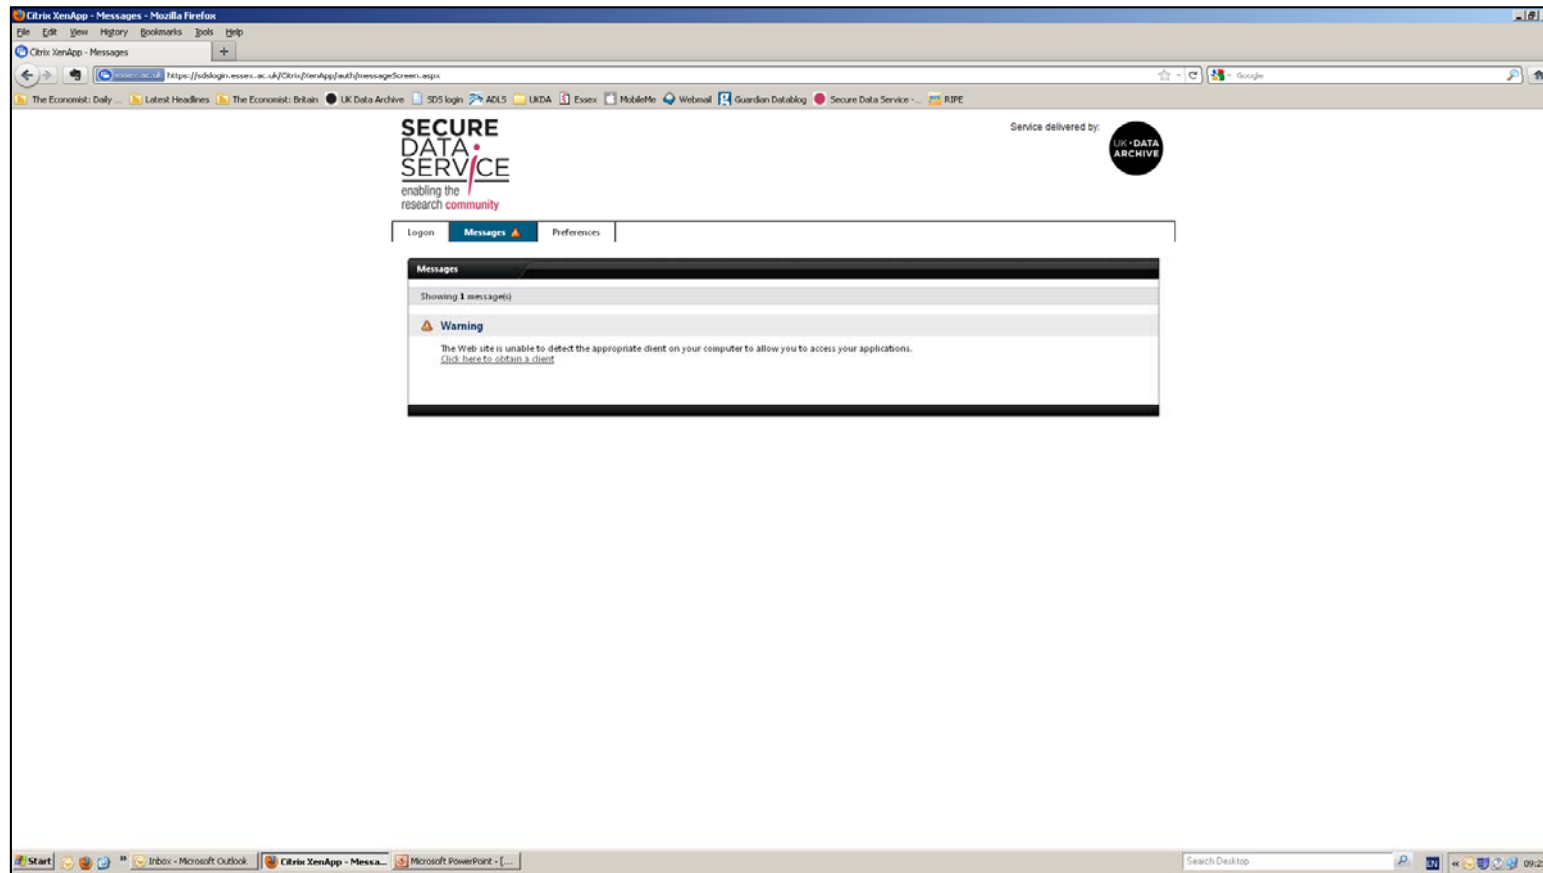 Citrix XenApp - Messages - Mozilla Firefox
File Edit View History Bookmarks Tools Help
Citrix XenApp - Messages +
essex.ac.uk https://sdslogin.essex.ac.uk/Citrix/XenApp/auth/messageScreen.aspx Google
The Economist: Daily ... Latest Headlines The Economist: Britain UK Data Archive SDS login ADLS UKDA Essex MobileMe Webmail Guardian Datablog Secure Data Service -... RIPE
SECURE
DATA
SERVICE
enabling the
research community
Service delivered by:
UK DATA
ARCHIVE
Logon Messages Preferences
Messages
Showing 1 message(s)
Warning
The Web site is unable to detect the appropriate client on your computer to allow you to access your applications.
Click here to obtain a client
Start Inbox - Microsoft Outlook Citrix XenApp - Messa... Microsoft PowerPoint - [... Search Desktop EN